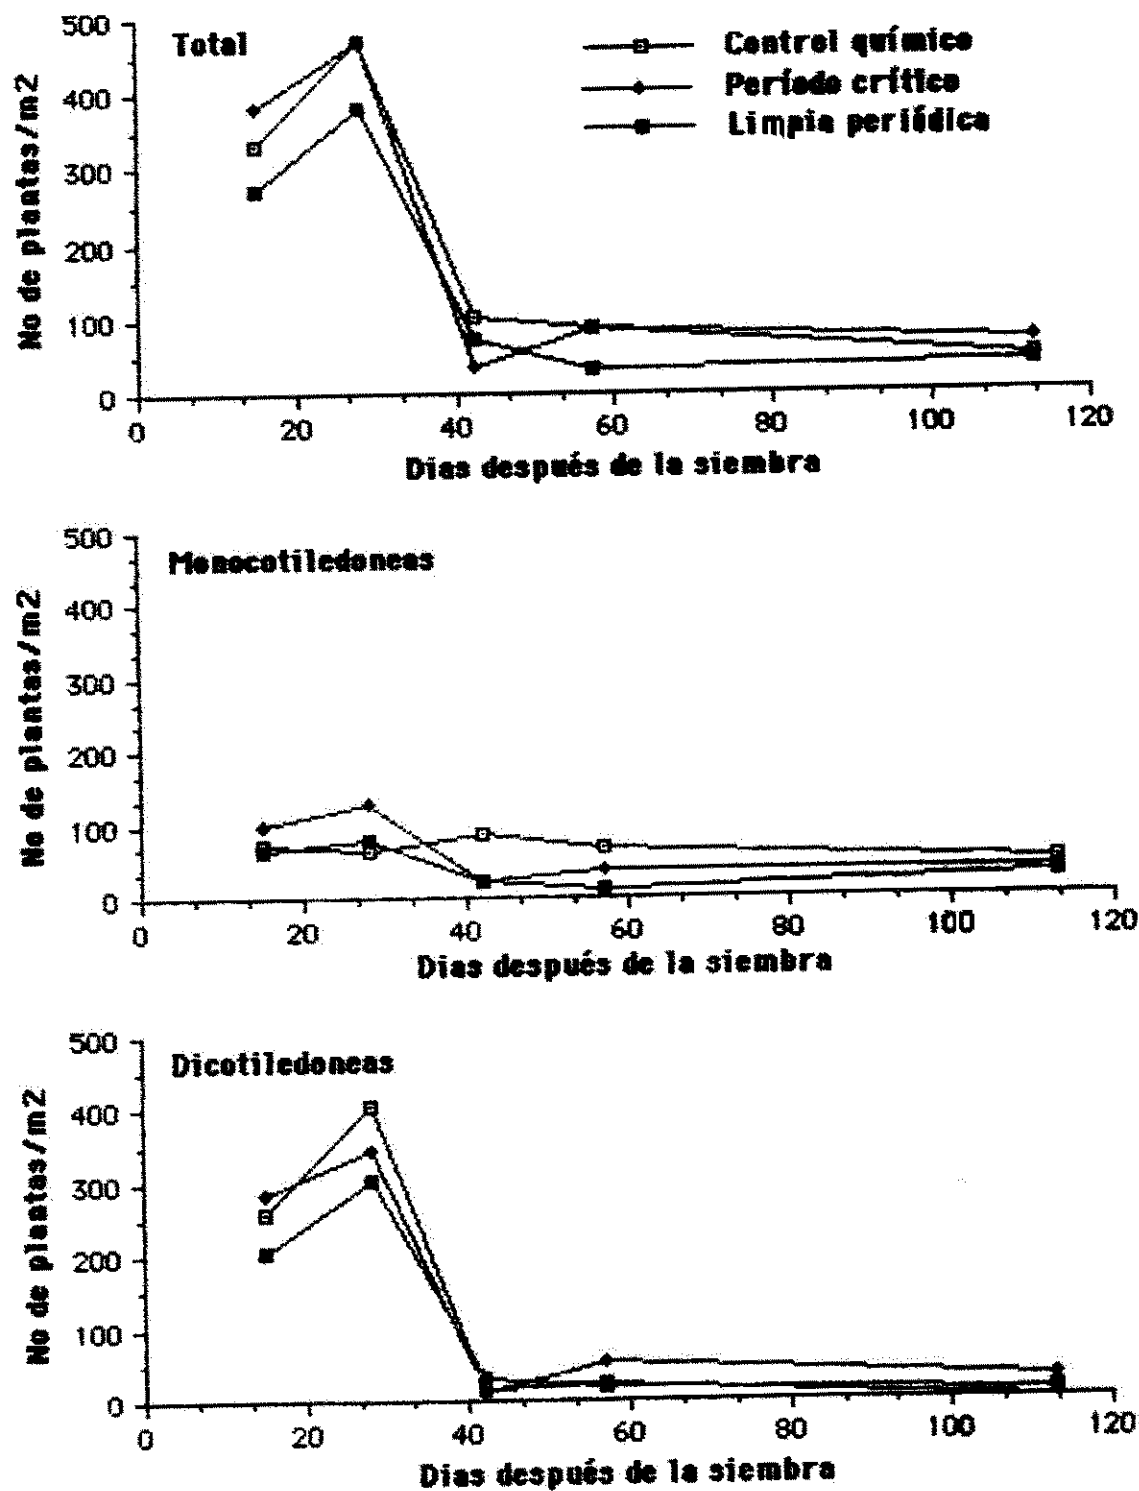 500
Total
Control químico
Período crítico
Limpia periódica
400
300
200
100
0
No de plantas/m2
0 20 40 60 80 100 120
Dias después de la siembra
500
Monocotiledoneas
400
300
200
100
0
No de plantas/m2
0 20 40 60 80 100 120
Dias después de la siembra
500
Dicotiledoneas
400
300
200
100
0
No de plantas/m2
0 20 40 60 80 100 120
Dias después de la siembra